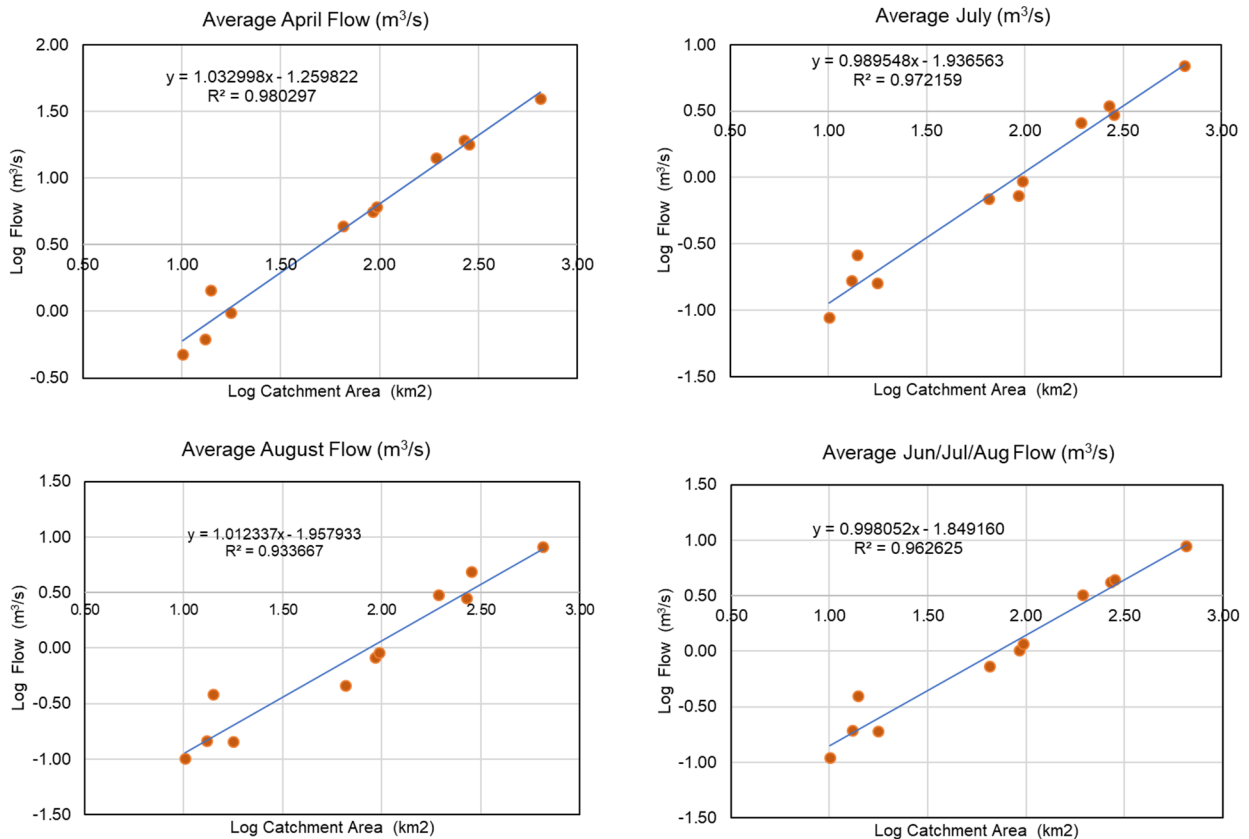 Average April Flow (m³/s)
2.00
1.50
1.00
0.50
0.00
-0.50
Log Flow (m³/s)
y = 1.032998x - 1.259822
R² = 0.980297
0.50 1.00 1.50 2.00 2.50 3.00
Log Catchment Area (km2)
Average July (m³/s)
1.00
0.50
0.00
-0.50
-1.00
-1.50
Log Flow (m³/s)
y = 0.989548x - 1.936563
R² = 0.972159
0.50 1.00 1.50 2.00 2.50 3.00
Log Catchment Area (km2)
Average August Flow (m³/s)
1.50
1.00
0.50
0.00
-0.50
-1.00
-1.50
Log Flow (m³/s)
y = 1.012337x - 1.957933
R² = 0.933667
0.50 1.00 1.50 2.00 2.50 3.00
Log Catchment Area (km2)
Average Jun/Jul/Aug Flow (m³/s)
1.50
1.00
0.50
0.00
-0.50
-1.00
-1.50
Log Flow (m³/s)
y = 0.998052x - 1.849160
R² = 0.962625
0.50 1.00 1.50 2.00 2.50 3.00
Log Catchment Area (km2)